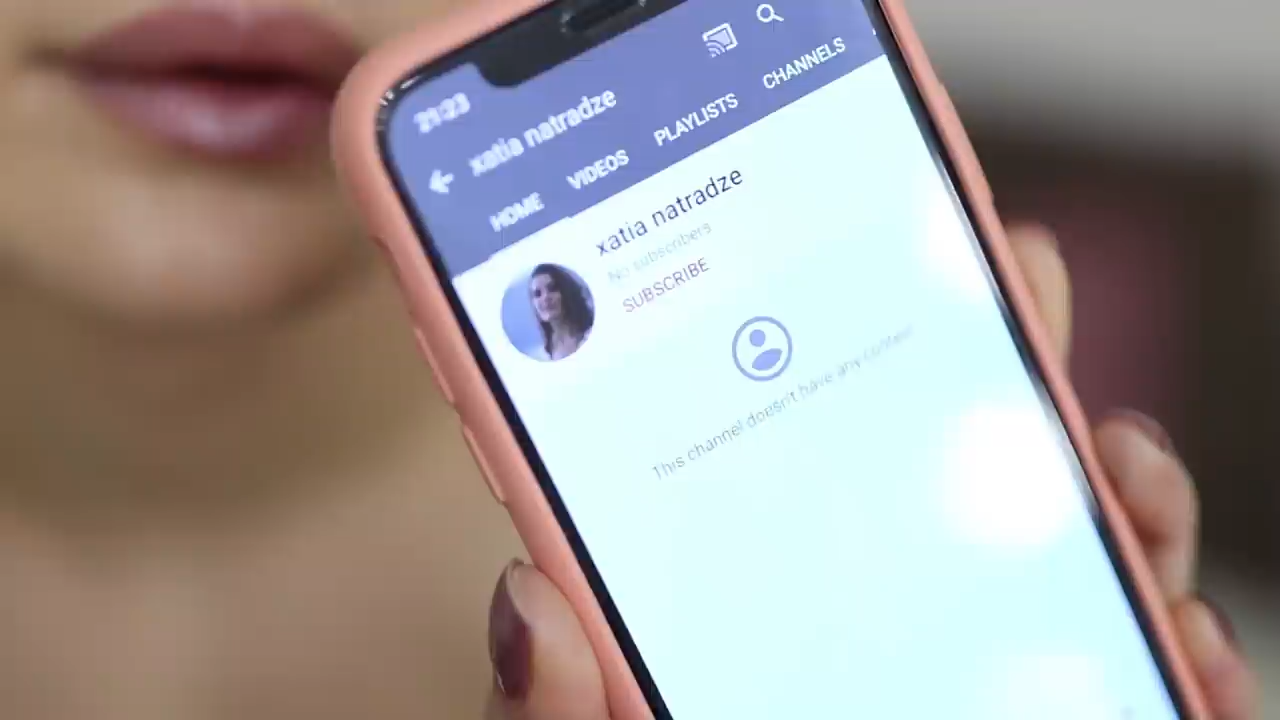 21:23
xatia natradze
HOME VIDEOS PLAYLISTS CHANNELS
xatia natradze
No subscribers
SUBSCRIBE
This channel doesn't have any content